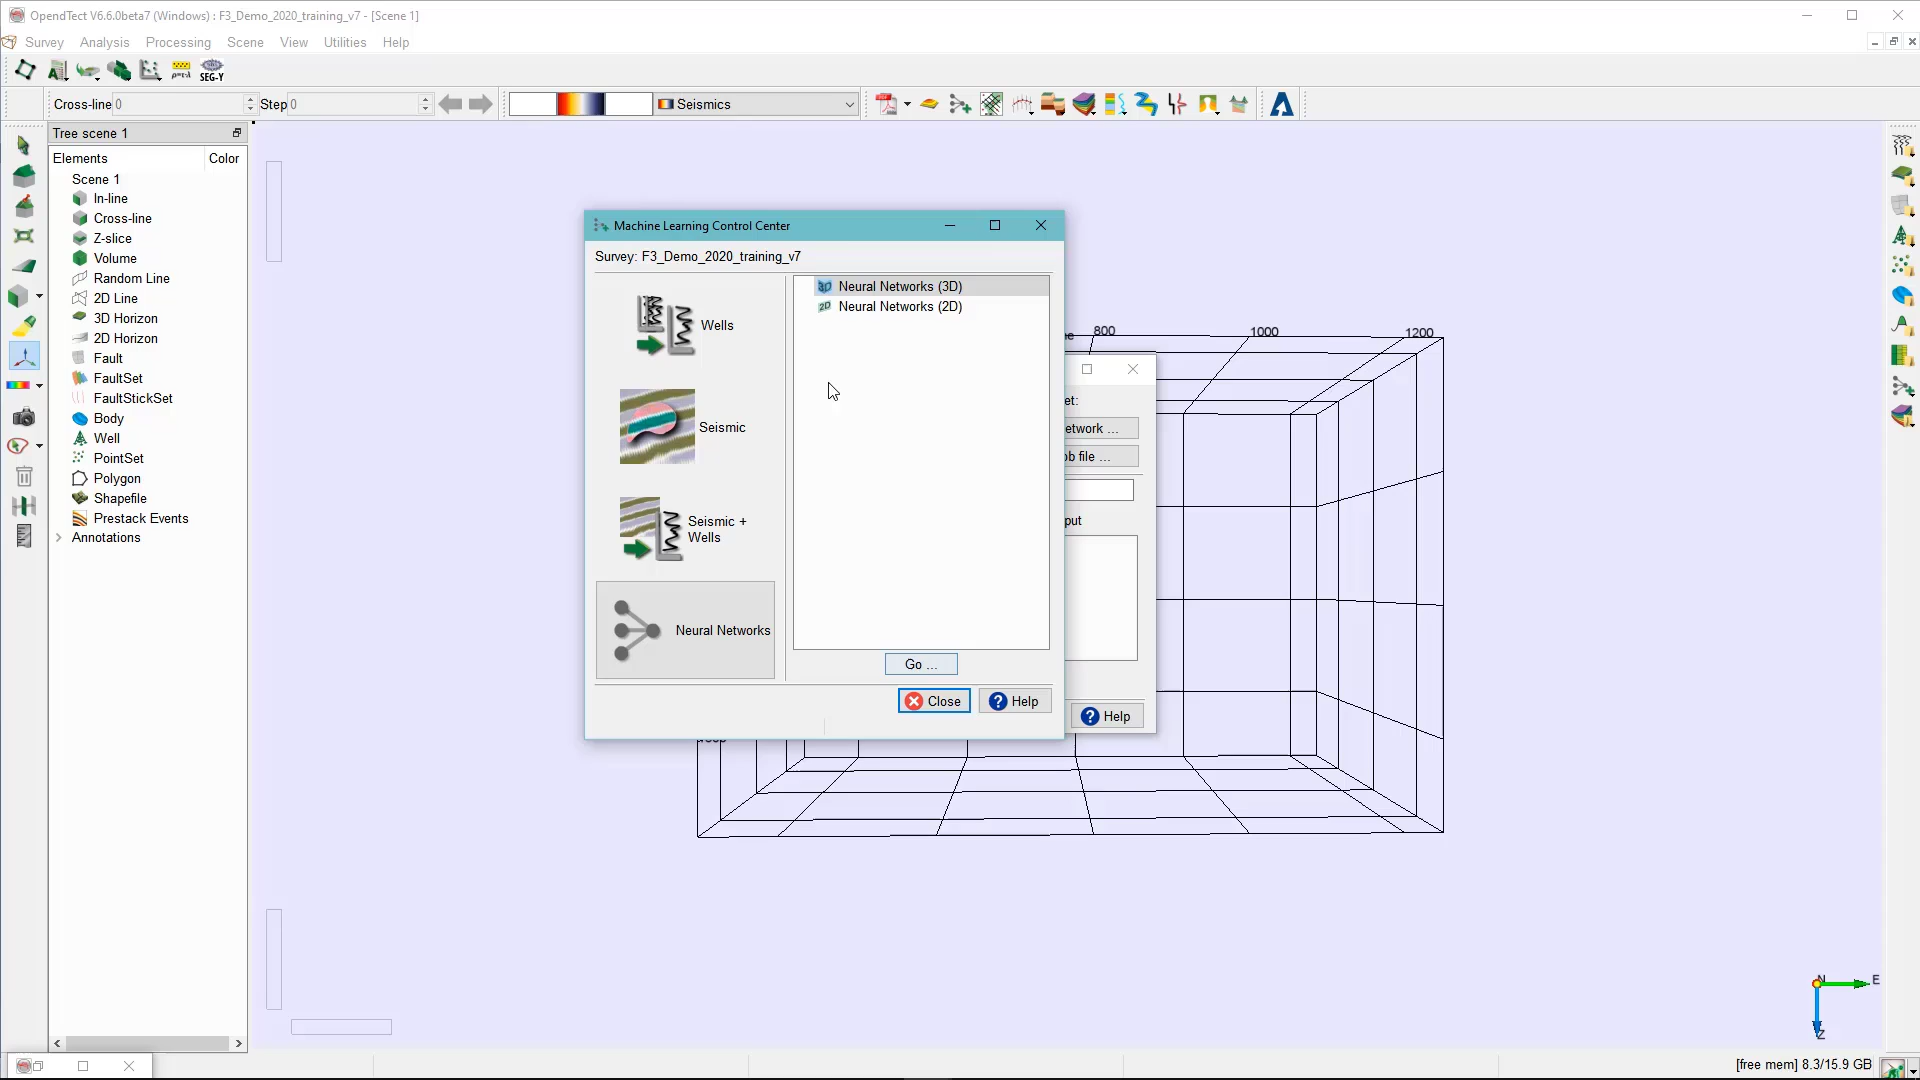 OpendTect V6.6.0beta7 (Windows) : F3_Demo_2020_training_v7 - [Scene 1]
Survey Analysis Processing Scene View Utilities Help
SEG-Y
Cross-line 0 Step 0 Seismics
Tree scene 1
Elements Color
Scene 1
In-line
Cross-line
Z-slice
Volume
Random Line
2D Line
3D Horizon
2D Horizon
Fault
FaultSet
FaultStickSet
Body
Well
PointSet
Polygon
Shapefile
Prestack Events
Annotations
Machine Learning Control Center
Survey: F3_Demo_2020_training_v7
Wells
Seismic
Seismic +
Wells
Neural Networks
3D Neural Networks (3D)
2D Neural Networks (2D)
Go ...
Close Help
800 1000 1200
et:
etwork ...
ob file ...
put
Help
N E
Z
[free mem] 8.3/15.9 GB